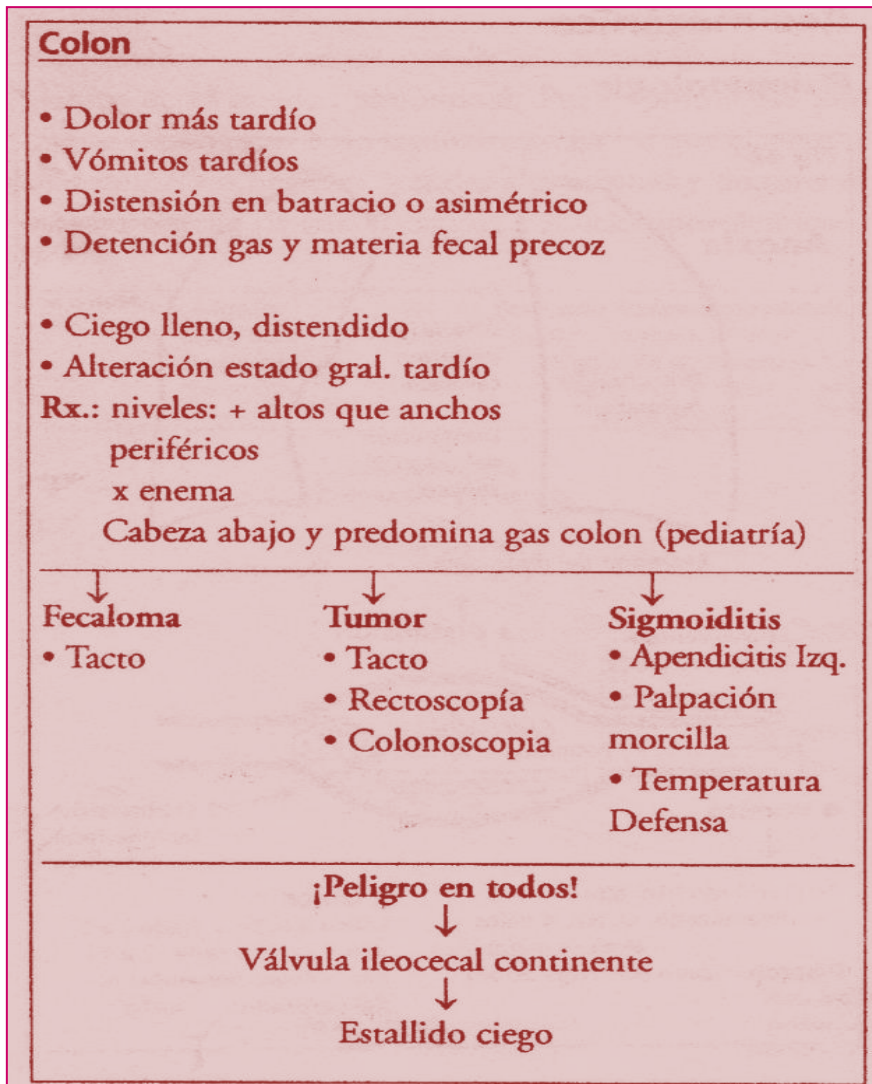 Colon
• Dolor más tardío
• Vómitos tardíos
• Distensión en batracio o asimétrico
• Detención gas y materia fecal precoz
• Ciego lleno, distendido
• Alteración estado gral. tardío
Rx.: niveles: + altos que anchos
periféricos
x enema
Cabeza abajo y predomina gas colon (pediatría)
↓ ↓ ↓
Fecaloma Tumor Sigmoiditis
• Tacto • Tacto • Apendicitis Izq.
• Rectoscopía • Palpación
• Colonoscopia morcilla
• Temperatura
Defensa
¡Peligro en todos!
↓
Válvula ileocecal continente
↓
Estallido ciego